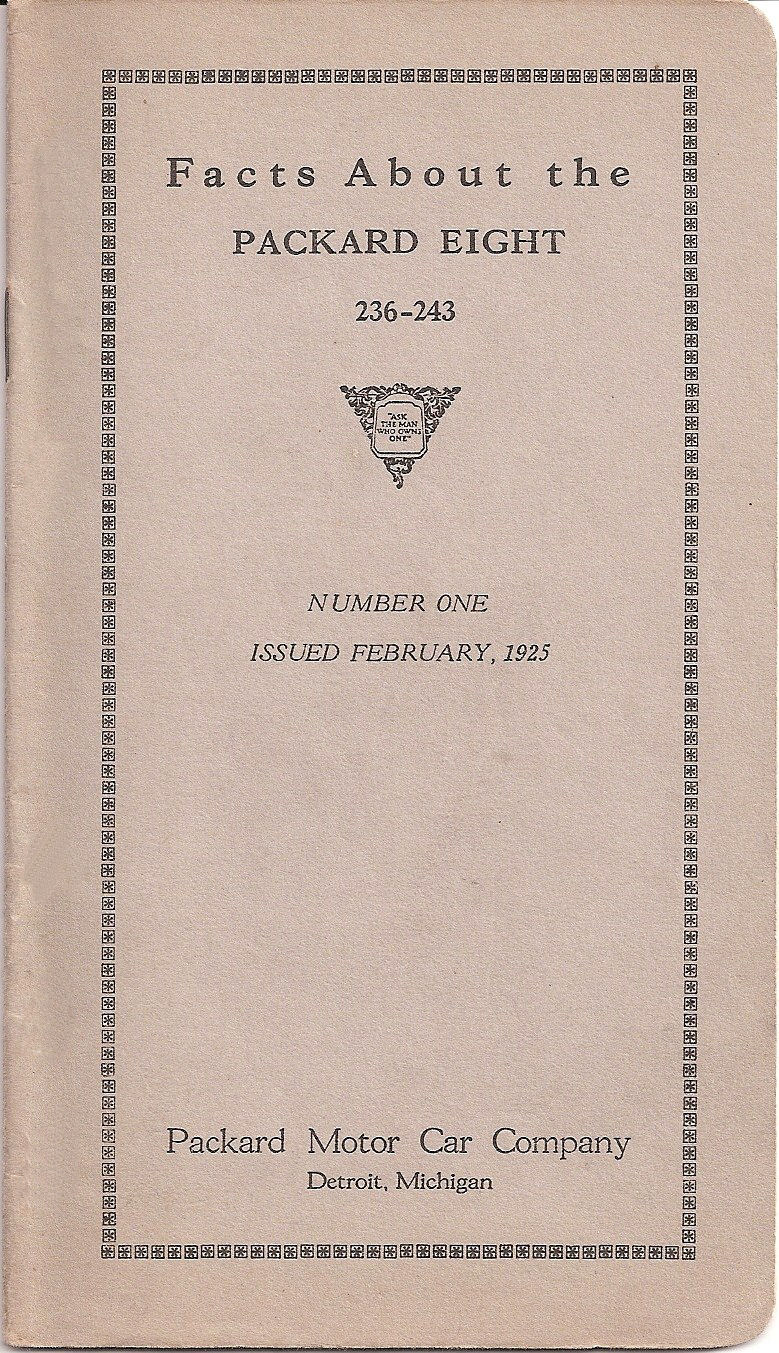 Facts About the
PACKARD EIGHT
236-243
"ASK
THE MAN
WHO OWNS
ONE"
NUMBER ONE
ISSUED FEBRUARY, 1925
Packard Motor Car Company
Detroit, Michigan